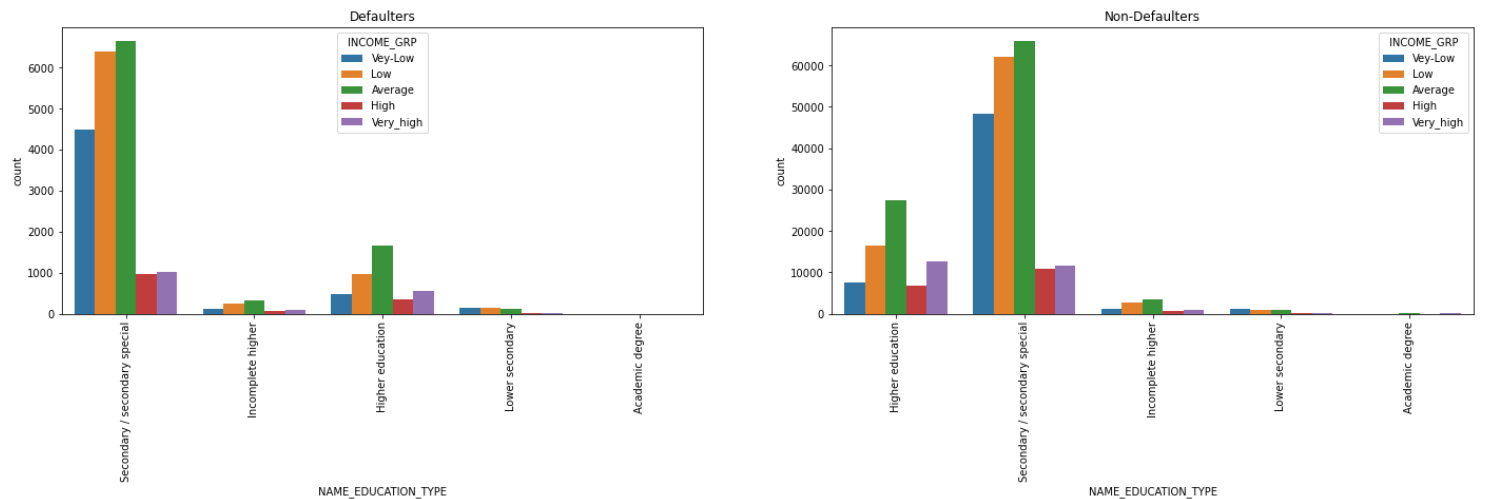 Defaulters
INCOME_GRP
Vey-Low
Low
Average
High
Very_high
6000
5000
4000
3000
2000
1000
0
count
Secondary / secondary special
Incomplete higher
Higher education
Lower secondary
Academic degree
NAME_EDUCATION_TYPE
Non-Defaulters
INCOME_GRP
Vey-Low
Low
Average
High
Very_high
60000
50000
40000
30000
20000
10000
0
count
Higher education
Secondary / secondary special
Incomplete higher
Lower secondary
Academic degree
NAME_EDUCATION_TYPE